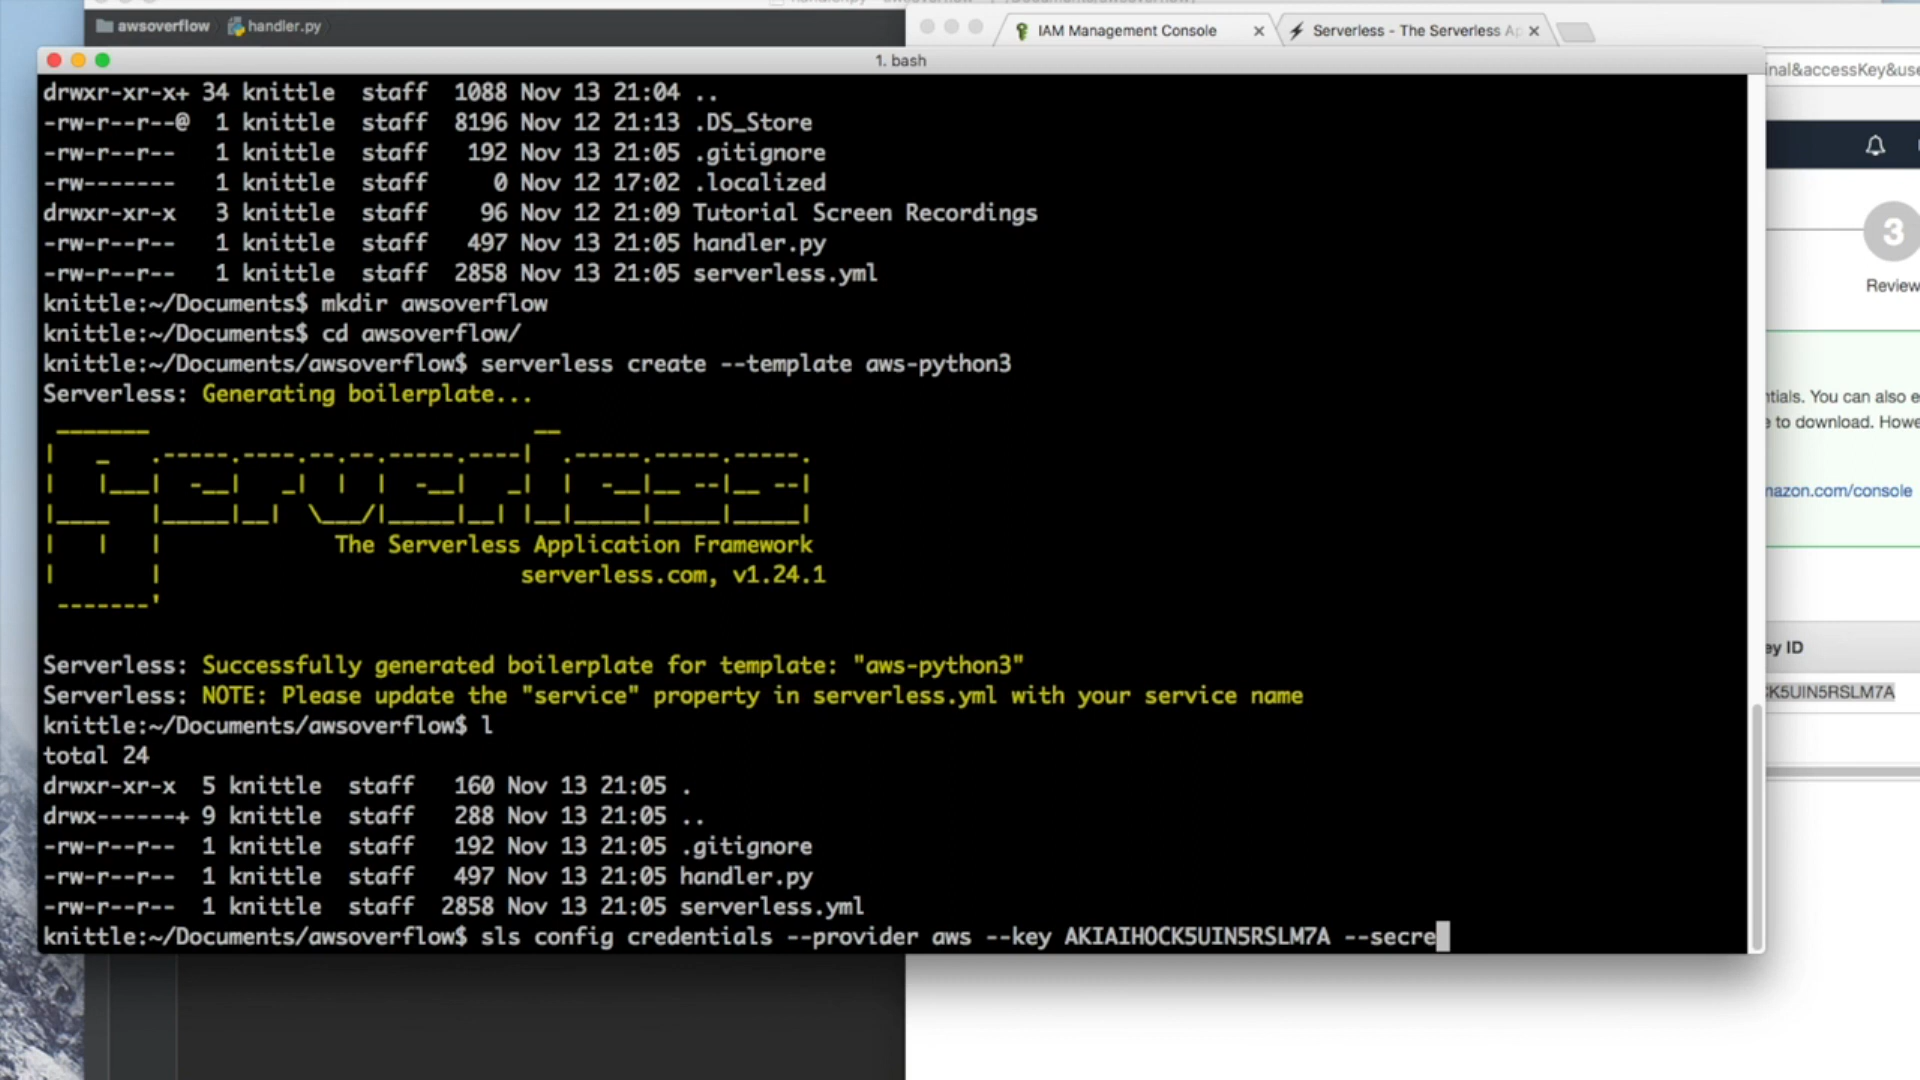 awsoverflow
handler.py
IAM Management Console
Serverless - The Serverless Ap
1. bash
inal&accessKey&use
drwxr-xr-x+ 34 knittle staff 1088 Nov 13 21:04 ..
-rw-r--r--@ 1 knittle staff 8196 Nov 12 21:13 .DS_Store
-rw-r--r-- 1 knittle staff 192 Nov 13 21:05 .gitignore
-rw------- 1 knittle staff 0 Nov 12 17:02 .localized
drwxr-xr-x 3 knittle staff 96 Nov 12 21:09 Tutorial Screen Recordings
-rw-r--r-- 1 knittle staff 497 Nov 13 21:05 handler.py
-rw-r--r-- 1 knittle staff 2858 Nov 13 21:05 serverless.yml
knittle:~/Documents$ mkdir awsoverflow
knittle:~/Documents$ cd awsoverflow/
knittle:~/Documents/awsoverflow$ serverless create --template aws-python3
Serverless: Generating boilerplate...
Serverless
The Serverless Application Framework
serverless.com, v1.24.1
Serverless: Successfully generated boilerplate for template: "aws-python3"
Serverless: NOTE: Please update the "service" property in serverless.yml with your service name
knittle:~/Documents/awsoverflow$ l
total 24
drwxr-xr-x 5 knittle staff 160 Nov 13 21:05 .
drwx------+ 9 knittle staff 288 Nov 13 21:05 ..
-rw-r--r-- 1 knittle staff 192 Nov 13 21:05 .gitignore
-rw-r--r-- 1 knittle staff 497 Nov 13 21:05 handler.py
-rw-r--r-- 1 knittle staff 2858 Nov 13 21:05 serverless.yml
knittle:~/Documents/awsoverflow$ sls config credentials --provider aws --key AKIAIHOCK5UIN5RSLM7A --secre
3
Review
ntials. You can also e
e to download. Howe
mazon.com/console
ey ID
CK5UIN5RSLM7A